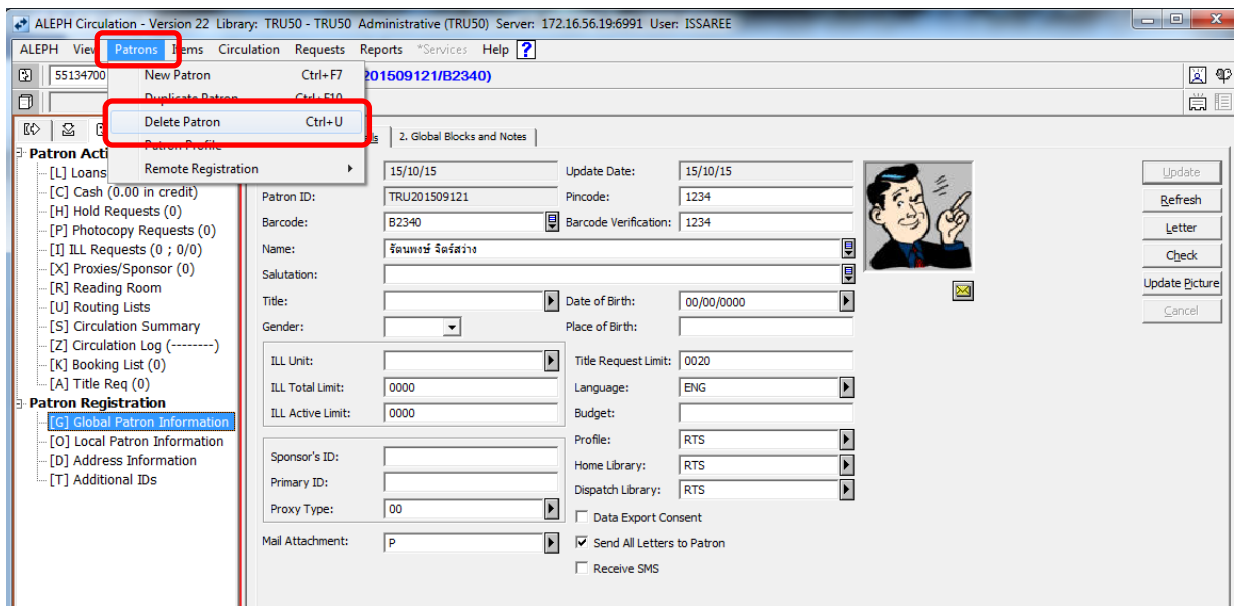 ALEPH Circulation - Version 22 Library: TRU50 - TRU50 Administrative (TRU50) Server: 172.16.56.19:6991 User: ISSAREE
ALEPH View Patrons Items Circulation Requests Reports *Services Help ?
55134700 201509121/B2340)
New Patron Ctrl+F7
Duplicate Patron Ctrl+F10
Delete Patron Ctrl+U
Patron Profile
Remote Registration
2. Global Blocks and Notes
Patron Acti
[L] Loans
[C] Cash (0.00 in credit)
[H] Hold Requests (0)
[P] Photocopy Requests (0)
[I] ILL Requests (0 ; 0/0)
[X] Proxies/Sponsor (0)
[R] Reading Room
[U] Routing Lists
[S] Circulation Summary
[Z] Circulation Log (--------)
[K] Booking List (0)
[A] Title Req (0)
Patron Registration
[G] Global Patron Information
[O] Local Patron Information
[D] Address Information
[T] Additional IDs
15/10/15 Update Date: 15/10/15
Patron ID: TRU201509121 Pincode: 1234
Barcode: B2340 Barcode Verification: 1234
Name: รัตนพงษ์ จิตร์สว่าง
Salutation:
Title: Date of Birth: 00/00/0000
Gender: Place of Birth:
ILL Unit: Title Request Limit: 0020
ILL Total Limit: 0000 Language: ENG
ILL Active Limit: 0000 Budget:
Profile: RTS
Sponsor's ID: Home Library: RTS
Primary ID: Dispatch Library: RTS
Proxy Type: 00 Data Export Consent
Mail Attachment: P Send All Letters to Patron
Receive SMS
Update
Refresh
Letter
Check
Update Picture
Cancel